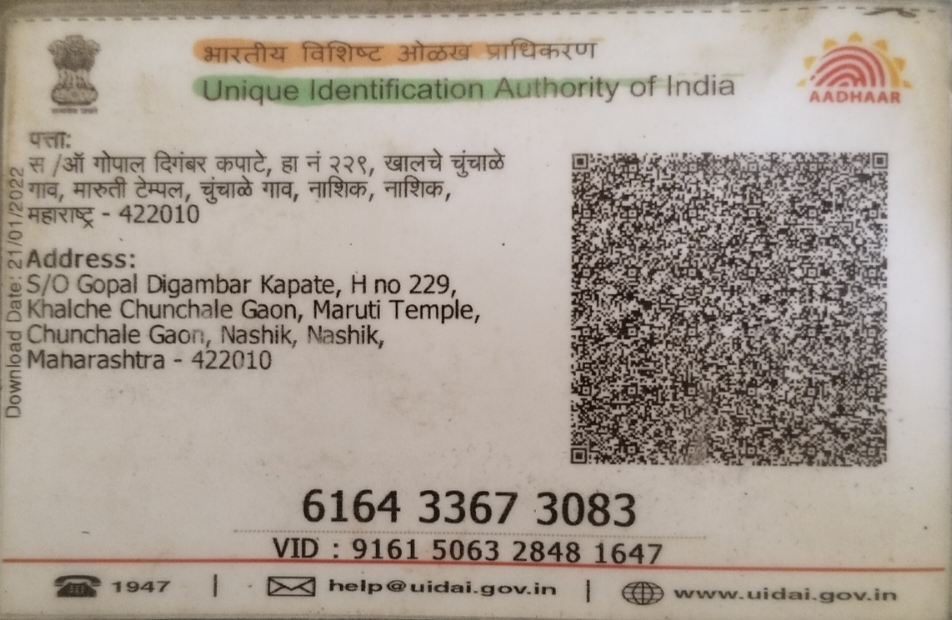 भारतीय विशिष्ट ओळख प्राधिकरण
Unique Identification Authority of India
AADHAAR
पत्ता:
स /ऑ गोपाल दिगंबर कपाटे, हा नं २२९, खालचे चुंचाळे
गाव, मारुती टेम्पल, चुंचाळे गाव, नाशिक, नाशिक,
महाराष्ट्र - 422010
Address:
S/O Gopal Digambar Kapate, H no 229,
Khalche Chunchale Gaon, Maruti Temple,
Chunchale Gaon, Nashik, Nashik,
Maharashtra - 422010
Download Date: 21/01/2022
6164 3367 3083
VID : 9161 5063 2848 1647
1947 | help@uidai.gov.in | www.uidai.gov.in